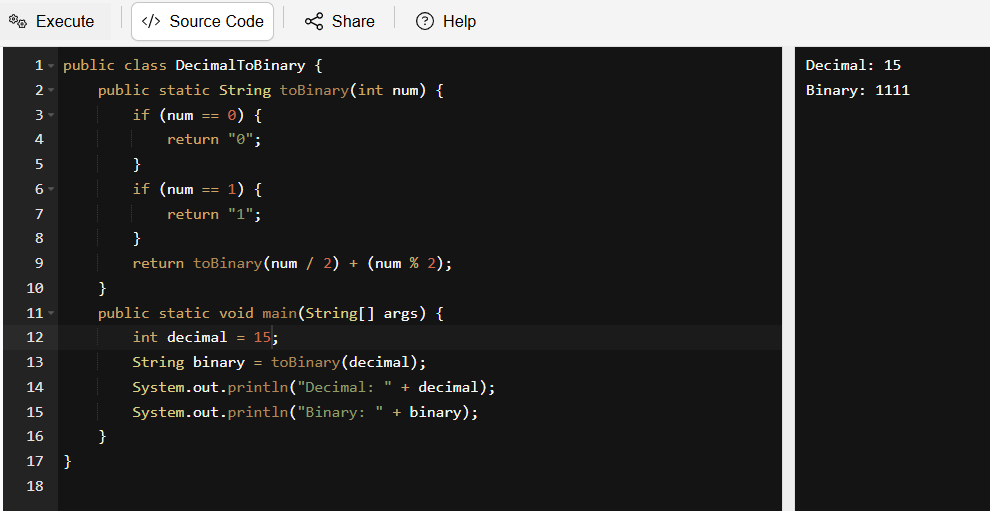 Execute </> Source Code Share ? Help
1 public class DecimalToBinary {
2     public static String toBinary(int num) {
3         if (num == 0) {
4             return "0";
5         }
6         if (num == 1) {
7             return "1";
8         }
9         return toBinary(num / 2) + (num % 2);
10     }
11     public static void main(String[] args) {
12         int decimal = 15;
13         String binary = toBinary(decimal);
14         System.out.println("Decimal: " + decimal);
15         System.out.println("Binary: " + binary);
16     }
17 }
18
Decimal: 15
Binary: 1111